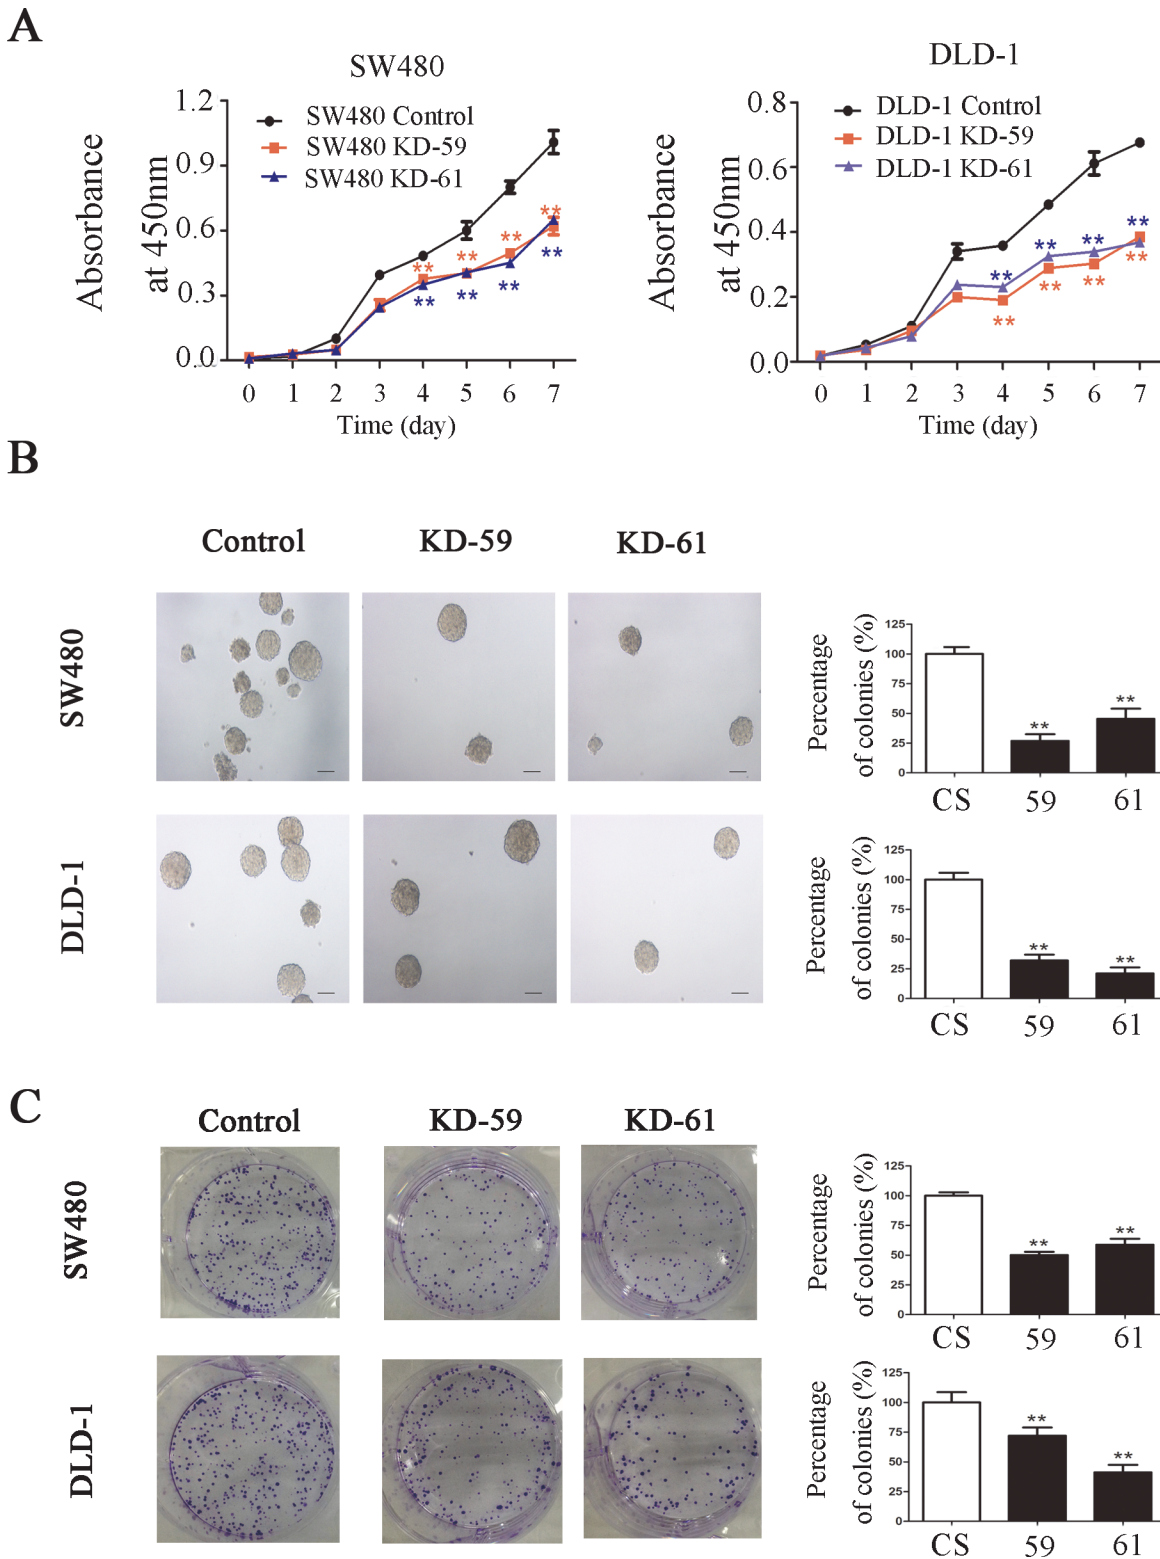 A
SW480
1.2
0.9
0.6
0.3
0.0
Absorbance
at 450nm
SW480 Control
SW480 KD-59
SW480 KD-61
** ** ** **
** ** ** **
0 1 2 3 4 5 6 7
Time (day)
DLD-1
0.8
0.6
0.4
0.2
0.0
Absorbance
at 450nm
DLD-1 Control
DLD-1 KD-59
DLD-1 KD-61
** ** ** **
** ** ** **
0 1 2 3 4 5 6 7
Time (day)
B
Control KD-59 KD-61
SW480
Percentage
of colonies (%)
125
100
75
50
25
0
** **
CS 59 61
DLD-1
Percentage
of colonies (%)
125
100
75
50
25
0
** **
CS 59 61
C
Control KD-59 KD-61
SW480
Percentage
of colonies (%)
125
100
75
50
25
0
** **
CS 59 61
DLD-1
Percentage
of colonies (%)
125
100
75
50
25
0
** **
CS 59 61